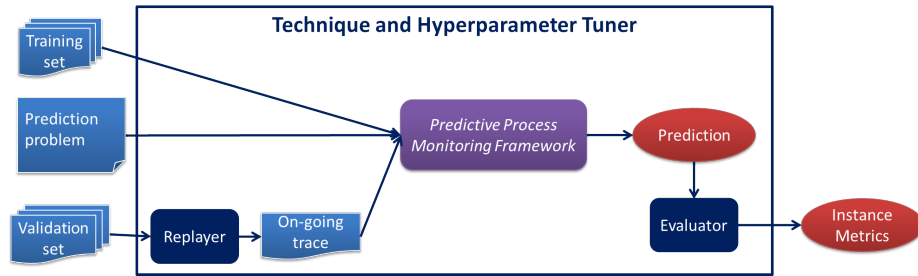 Technique and Hyperparameter Tuner
Training
set
Prediction
problem
Predictive Process
Monitoring Framework
Prediction
Validation
set
Replayer
On-going
trace
Evaluator
Instance
Metrics